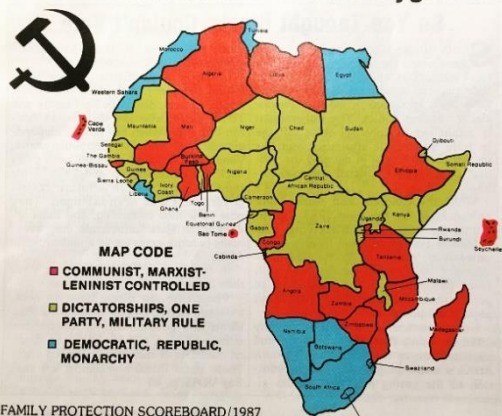 Tunisia
Morocco
Algeria
Libya
Egypt
Western Sahara
Cape
Verde
Mauritania
Mali
Niger
Chad
Sudan
Senegal
The Gambia
Guinea-Bissau
Guinea
Burkina
Faso
Djibouti
Sierra Leone
Ivory
Coast
Nigeria
Ethiopia
Somali Republic
Liberia
Central
African Republic
Ghana
Togo
Benin
Cameroon
Equatorial Guinea
Sao Tome
Gabon
Congo
Zaire
Uganda
Kenya
Rwanda
Burundi
Seychelle
Cabinda
Tanzania
MAP CODE
COMMUNIST, MARXIST-
LENINIST CONTROLLED
DICTATORSHIPS, ONE
PARTY, MILITARY RULE
DEMOCRATIC, REPUBLIC,
MONARCHY
Malawi
Angola
Zambia
Mozambique
Zimbabwe
Madagascar
Namibia
Botswana
Swaziland
South Africa
FAMILY PROTECTION SCOREBOARD/1987